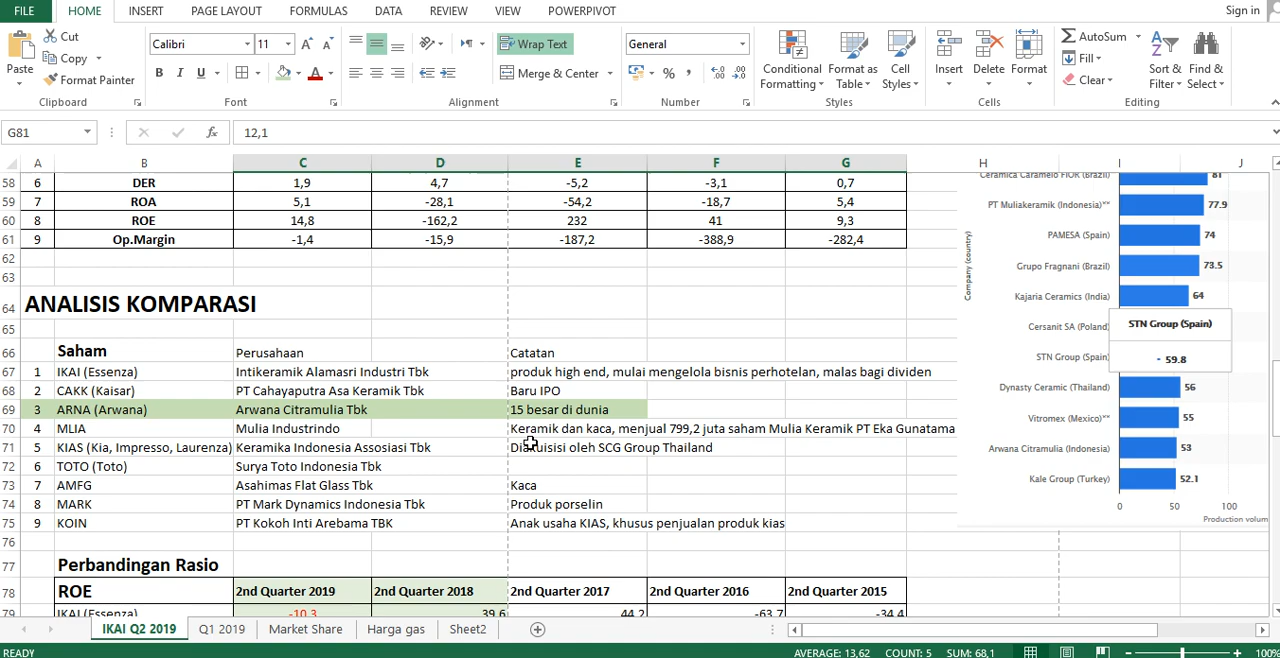 FILE HOME INSERT PAGE LAYOUT FORMULAS DATA REVIEW VIEW POWERPIVOT Sign in
Paste
Cut
Copy
Format Painter
Clipboard
Calibri 11
B I U
Font
Wrap Text
Merge & Center
Alignment
General
Number
Conditional Formatting
Format as Table
Cell Styles
Styles
Insert
Delete
Format
Cells
AutoSum
Fill
Clear
Sort & Filter
Find & Select
Editing
G81 12,1
A B C D E F G H I J
58 6 DER 1,9 4,7 -5,2 -3,1 0,7
59 7 ROA 5,1 -28,1 -54,2 -18,7 5,4
60 8 ROE 14,8 -162,2 232 41 9,3
61 9 Op.Margin -1,4 -15,9 -187,2 -388,9 -282,4
62
63
64 ANALISIS KOMPARASI
65
66 Saham Perusahaan Catatan
67 1 IKAI (Essenza) Intikeramik Alamasri Industri Tbk produk high end, mulai mengelola bisnis perhotelan, malas bagi dividen
68 2 CAKK (Kaisar) PT Cahayaputra Asa Keramik Tbk Baru IPO
69 3 ARNA (Arwana) Arwana Citramulia Tbk 15 besar di dunia
70 4 MLIA Mulia Industrindo Keramik dan kaca, menjual 799,2 juta saham Mulia Keramik PT Eka Gunatama
71 5 KIAS (Kia, Impresso, Laurenza) Keramika Indonesia Assosiasi Tbk Diakuisisi oleh SCG Group Thailand
72 6 TOTO (Toto) Surya Toto Indonesia Tbk
73 7 AMFG Asahimas Flat Glass Tbk Kaca
74 8 MARK PT Mark Dynamics Indonesia Tbk Produk porselin
75 9 KOIN PT Kokoh Inti Arebama TBK Anak usaha KIAS, khusus penjualan produk kias
76
77 Perbandingan Rasio
78 ROE 2nd Quarter 2019 2nd Quarter 2018 2nd Quarter 2017 2nd Quarter 2016 2nd Quarter 2015
79 IKAI (Essenza) -10,3 39,6 44,2 -63,7 -34,4
Company (country)
Ceramica Caramelo FIOR (Brazil) 81
PT Muliakeramik (Indonesia)** 77.9
PAMESA (Spain) 74
Grupo Fragnani (Brazil) 73.5
Kajaria Ceramics (India) 64
Cersanit SA (Poland)
STN Group (Spain)
STN Group (Spain)
- 59.8
Dynasty Ceramic (Thailand) 56
Vitromex (Mexico)** 55
Arwana Citramulia (Indonesia) 53
Kale Group (Turkey) 52.1
0 50 100
Production volum
IKAI Q2 2019 Q1 2019 Market Share Harga gas Sheet2
READY AVERAGE: 13,62 COUNT: 5 SUM: 68,1 100%